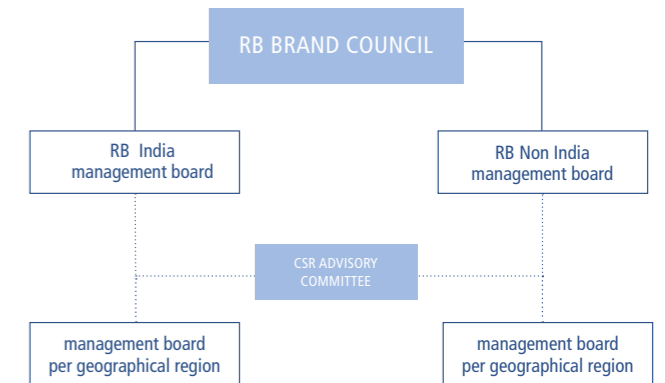 RB BRAND COUNCIL
RB India
management board
RB Non India
management board
CSR ADVISORY
COMMITTEE
management board
per geographical region
management board
per geographical region